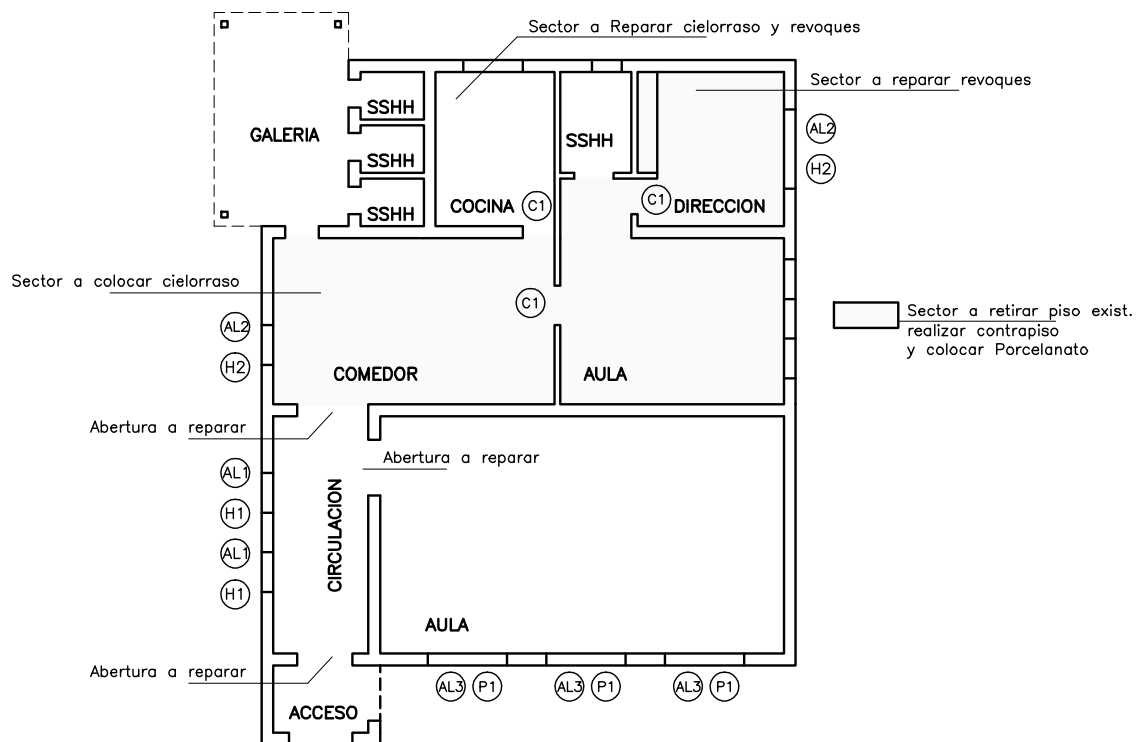 Sector a Reparar cielorraso y revoques
Sector a reparar revoques
SSHH
AL2
GALERIA
SSHH
SSHH
H2
C1
SSHH
COCINA
C1
DIRECCION
Sector a colocar cielorraso
C1
AL2
Sector a retirar piso exist.
realizar contrapiso
y colocar Porcelanato
H2
COMEDOR
AULA
Abertura a reparar
Abertura a reparar
AL1
CIRCULACION
H1
AL1
H1
AULA
Abertura a reparar
AL3
P1
AL3
P1
AL3
P1
ACCESO